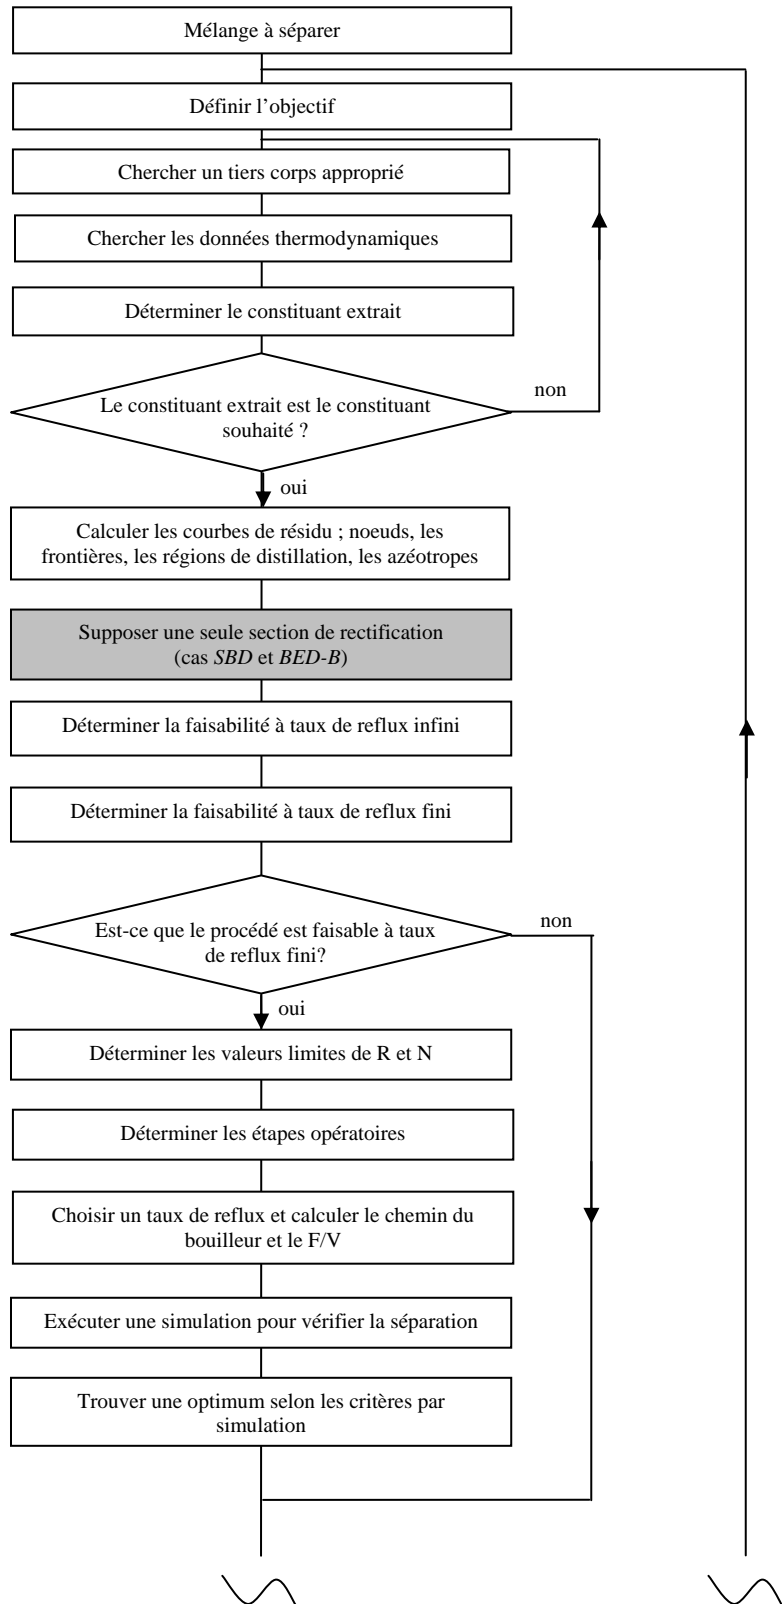 Mélange à séparer
Définir l'objectif
Chercher un tiers corps approprié
Chercher les données thermodynamiques
Déterminer le constituant extrait
Le constituant extrait est le constituant
souhaité ?
non
oui
Calculer les courbes de résidu ; noeuds, les
frontières, les régions de distillation, les azéotropes
Supposer une seule section de rectification
(cas SBD et BED-B)
Déterminer la faisabilité à taux de reflux infini
Déterminer la faisabilité à taux de reflux fini
Est-ce que le procédé est faisable à taux
de reflux fini?
non
oui
Déterminer les valeurs limites de R et N
Déterminer les étapes opératoires
Choisir un taux de reflux et calculer le chemin du
bouilleur et le F/V
Exécuter une simulation pour vérifier la séparation
Trouver une optimum selon les critères par
simulation